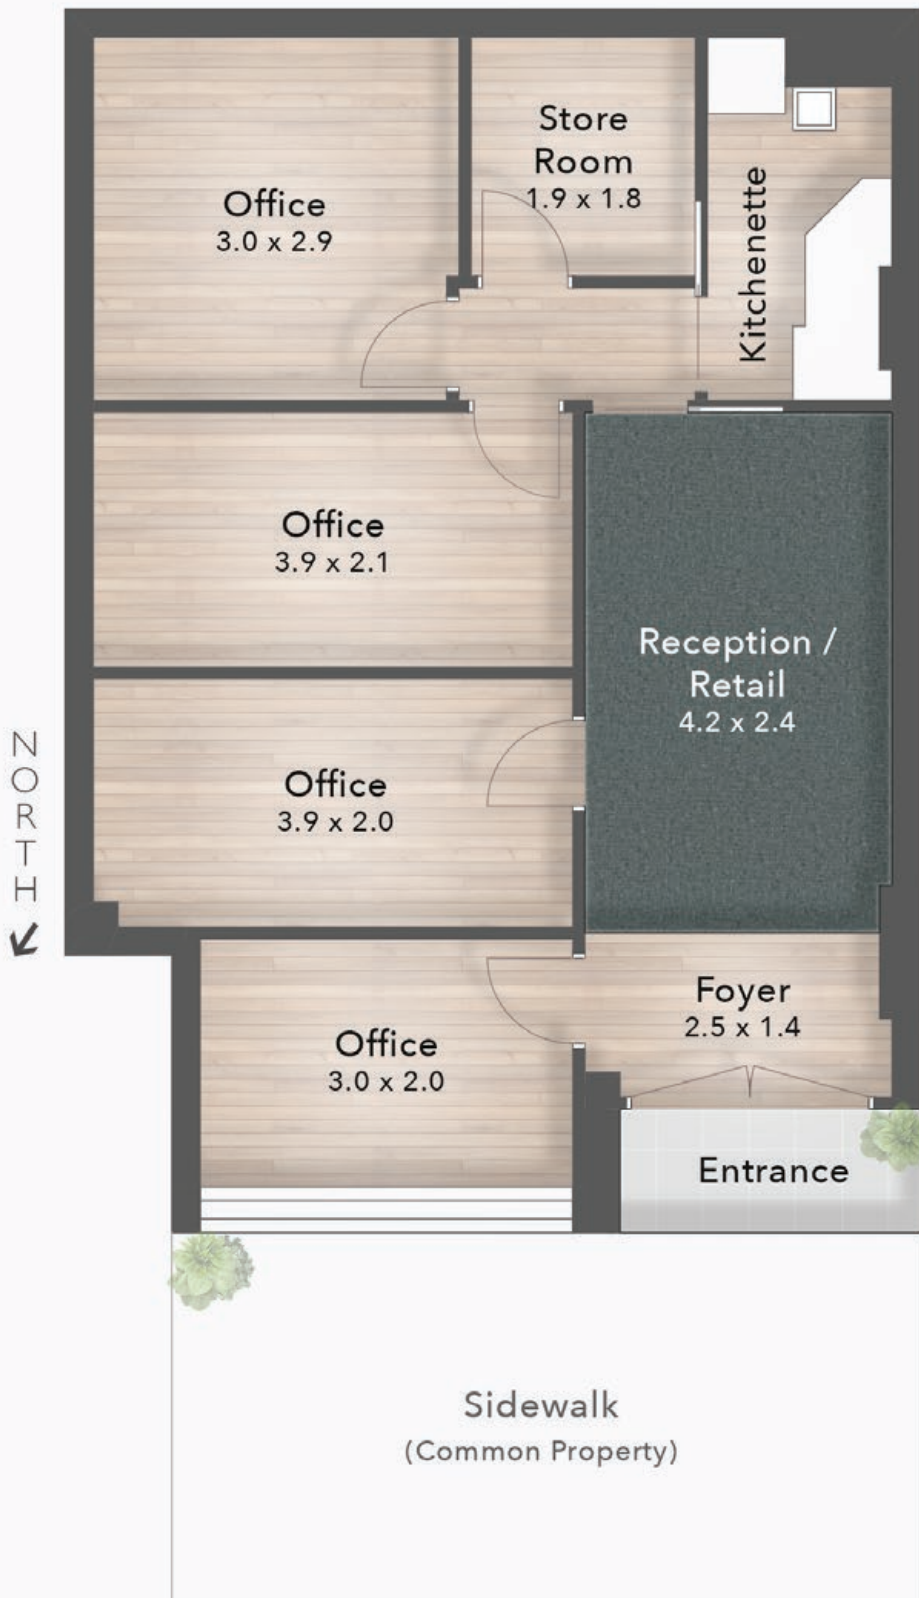 Store
Room
1.9 x 1.8
Office
3.0 x 2.9
Kitchenette
Office
3.9 x 2.1
Reception /
Retail
4.2 x 2.4
Office
3.9 x 2.0
NORTH
Foyer
2.5 x 1.4
Office
3.0 x 2.0
Entrance
Sidewalk
(Common Property)